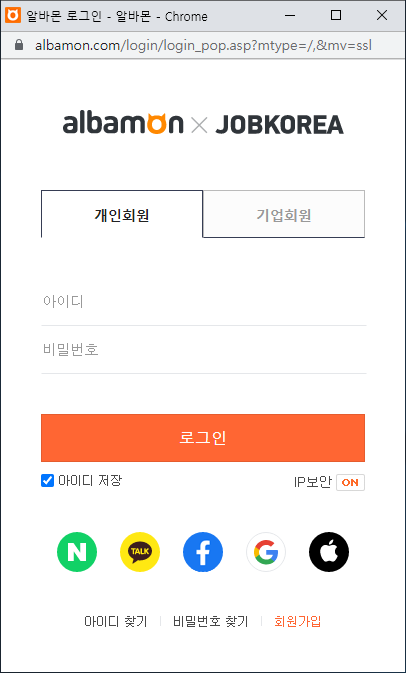 알바몬 로그인 - 알바몬 - Chrome
albamon.com/login/login_pop.asp?mtype=/,&mv=ssl
albamon × JOBKOREA
개인회원 기업회원
아이디
비밀번호
로그인
아이디 저장 IP보안 ON
N TALK f G
아이디 찾기 비밀번호 찾기 회원가입